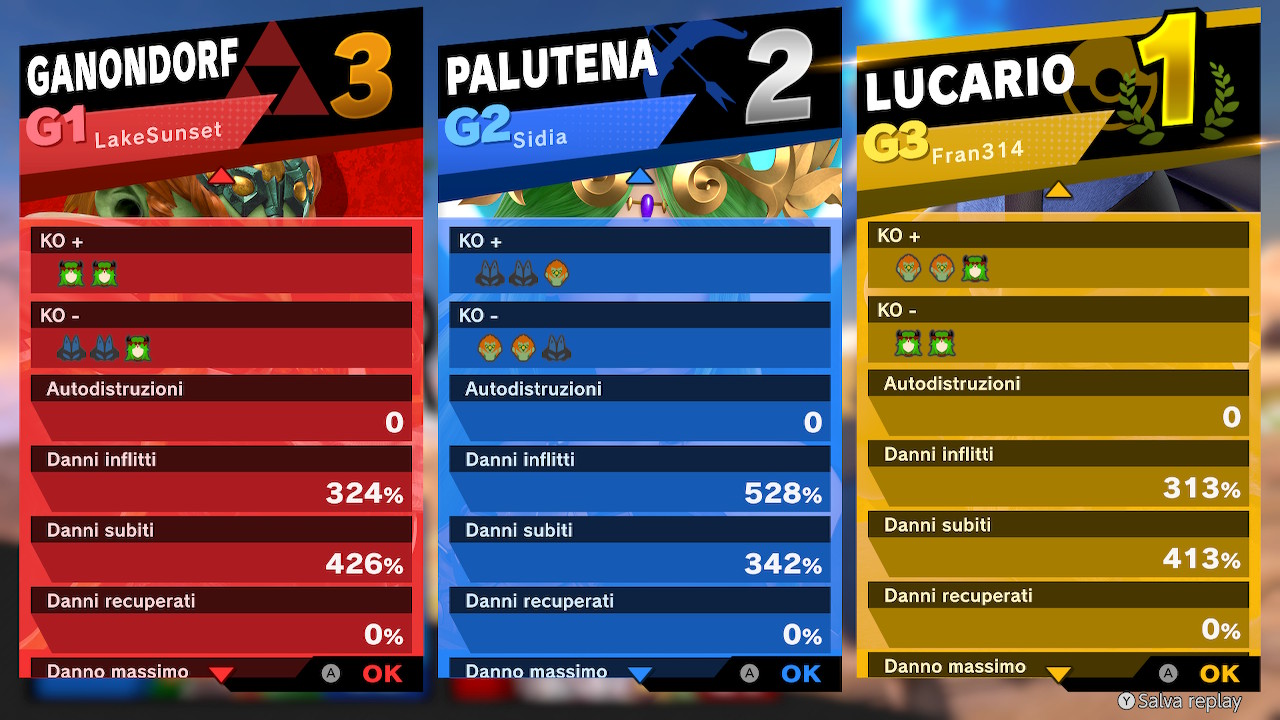 GANONDORF
3
G1 LakeSunset
KO +
KO -
Autodistruzioni
0
Danni inflitti
324%
Danni subiti
426%
Danni recuperati
0%
Danno massimo
A OK
PALUTENA
2
G2 Sidia
KO +
KO -
Autodistruzioni
0
Danni inflitti
528%
Danni subiti
342%
Danni recuperati
0%
Danno massimo
A OK
LUCARIO
1
G3 Fran314
KO +
KO -
Autodistruzioni
0
Danni inflitti
313%
Danni subiti
413%
Danni recuperati
0%
Danno massimo
A OK
Y Salva replay